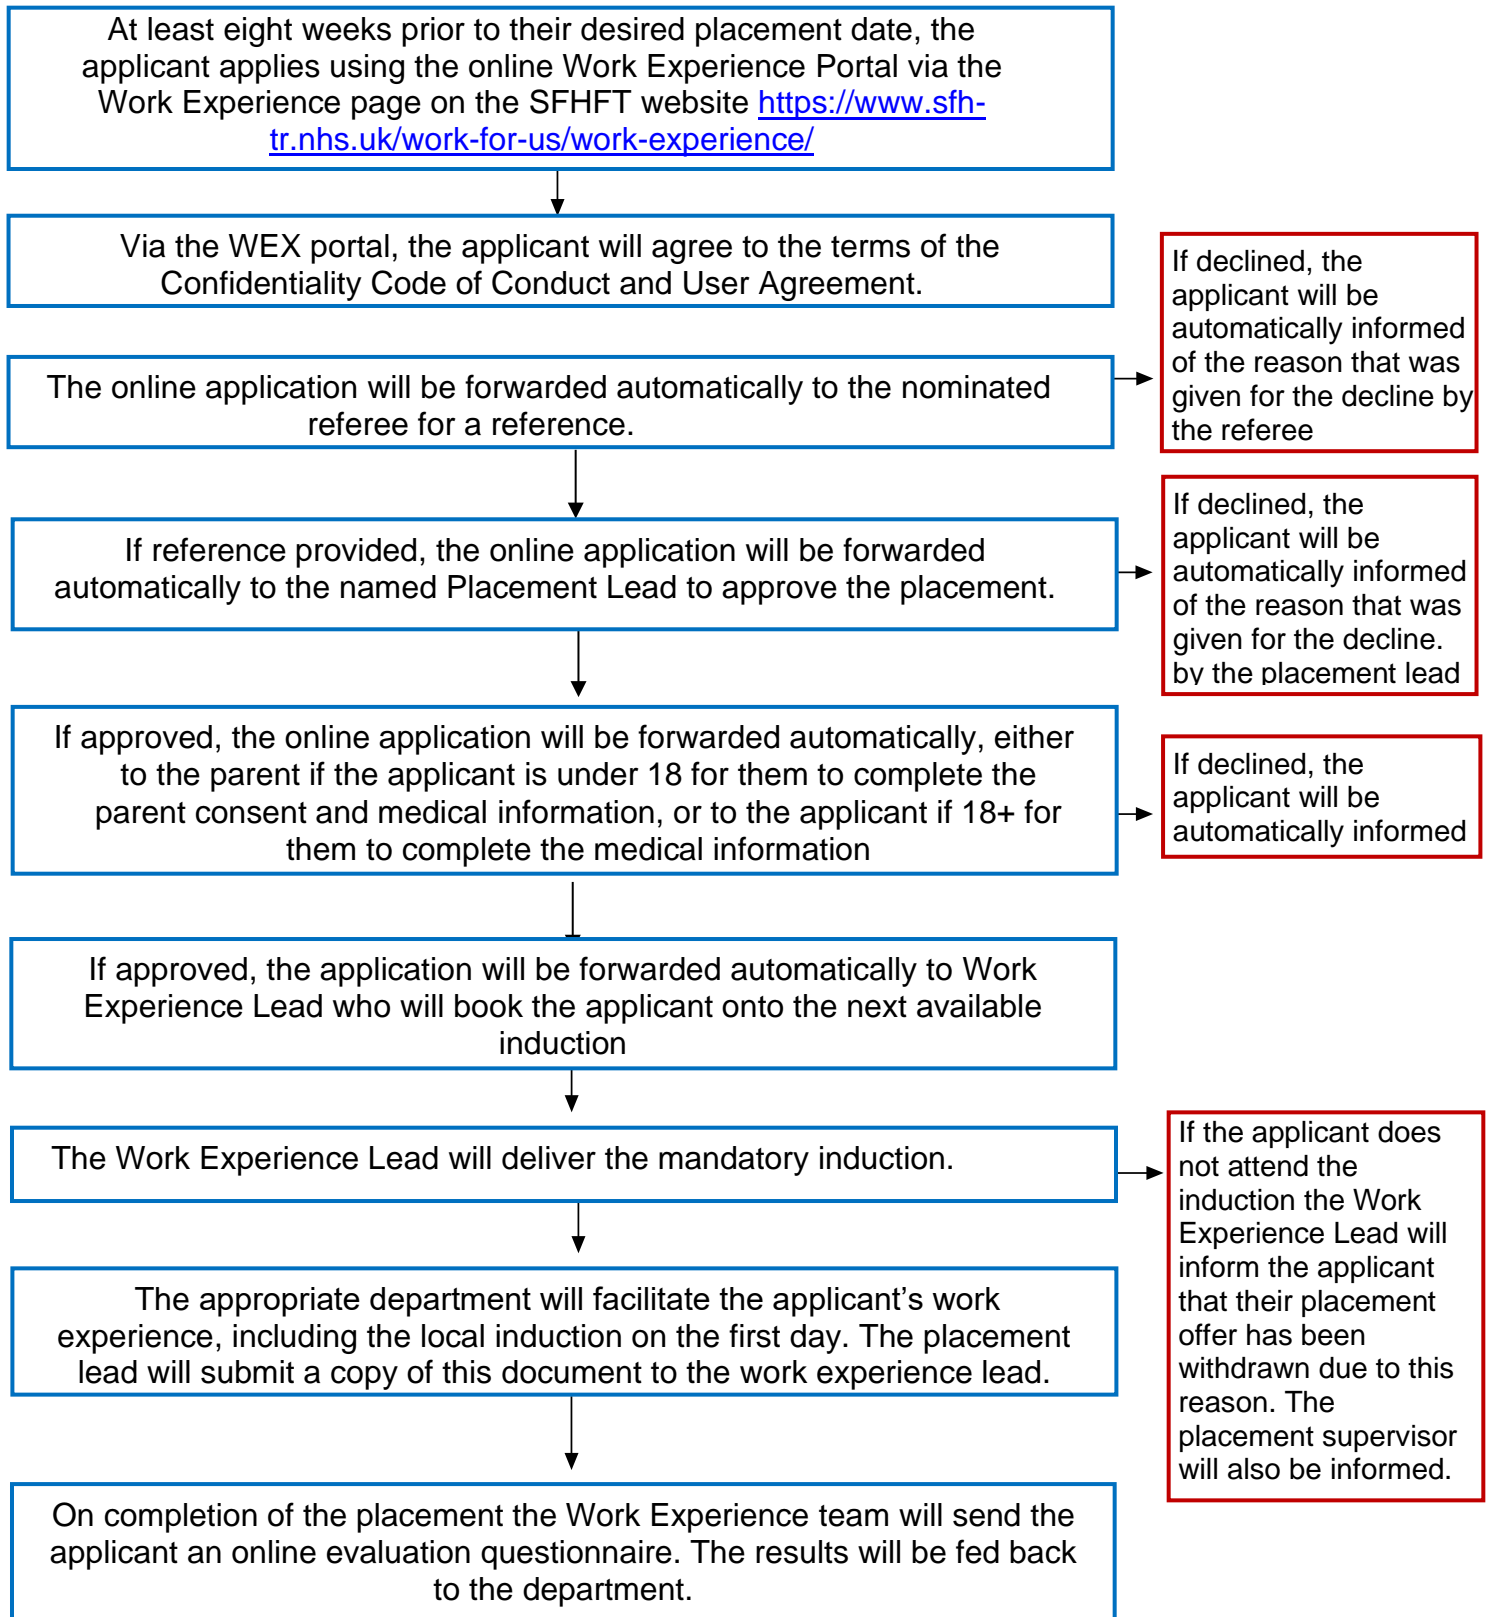 At least eight weeks prior to their desired placement date, the
applicant applies using the online Work Experience Portal via the
Work Experience page on the SFHFT website https://www.sfh-
tr.nhs.uk/work-for-us/work-experience/
Via the WEX portal, the applicant will agree to the terms of the
Confidentiality Code of Conduct and User Agreement.
The online application will be forwarded automatically to the nominated
referee for a reference.
If declined, the
applicant will be
automatically informed
of the reason that was
given for the decline by
the referee
If reference provided, the online application will be forwarded
automatically to the named Placement Lead to approve the placement.
If declined, the
applicant will be
automatically informed
of the reason that was
given for the decline.
by the placement lead
If approved, the online application will be forwarded automatically, either
to the parent if the applicant is under 18 for them to complete the
parent consent and medical information, or to the applicant if 18+ for
them to complete the medical information
If declined, the
applicant will be
automatically informed
If approved, the application will be forwarded automatically to Work
Experience Lead who will book the applicant onto the next available
induction
The Work Experience Lead will deliver the mandatory induction.
If the applicant does
not attend the
induction the Work
Experience Lead will
inform the applicant
that their placement
offer has been
withdrawn due to this
reason. The
placement supervisor
will also be informed.
The appropriate department will facilitate the applicant’s work
experience, including the local induction on the first day. The placement
lead will submit a copy of this document to the work experience lead.
On completion of the placement the Work Experience team will send the
applicant an online evaluation questionnaire. The results will be fed back
to the department.